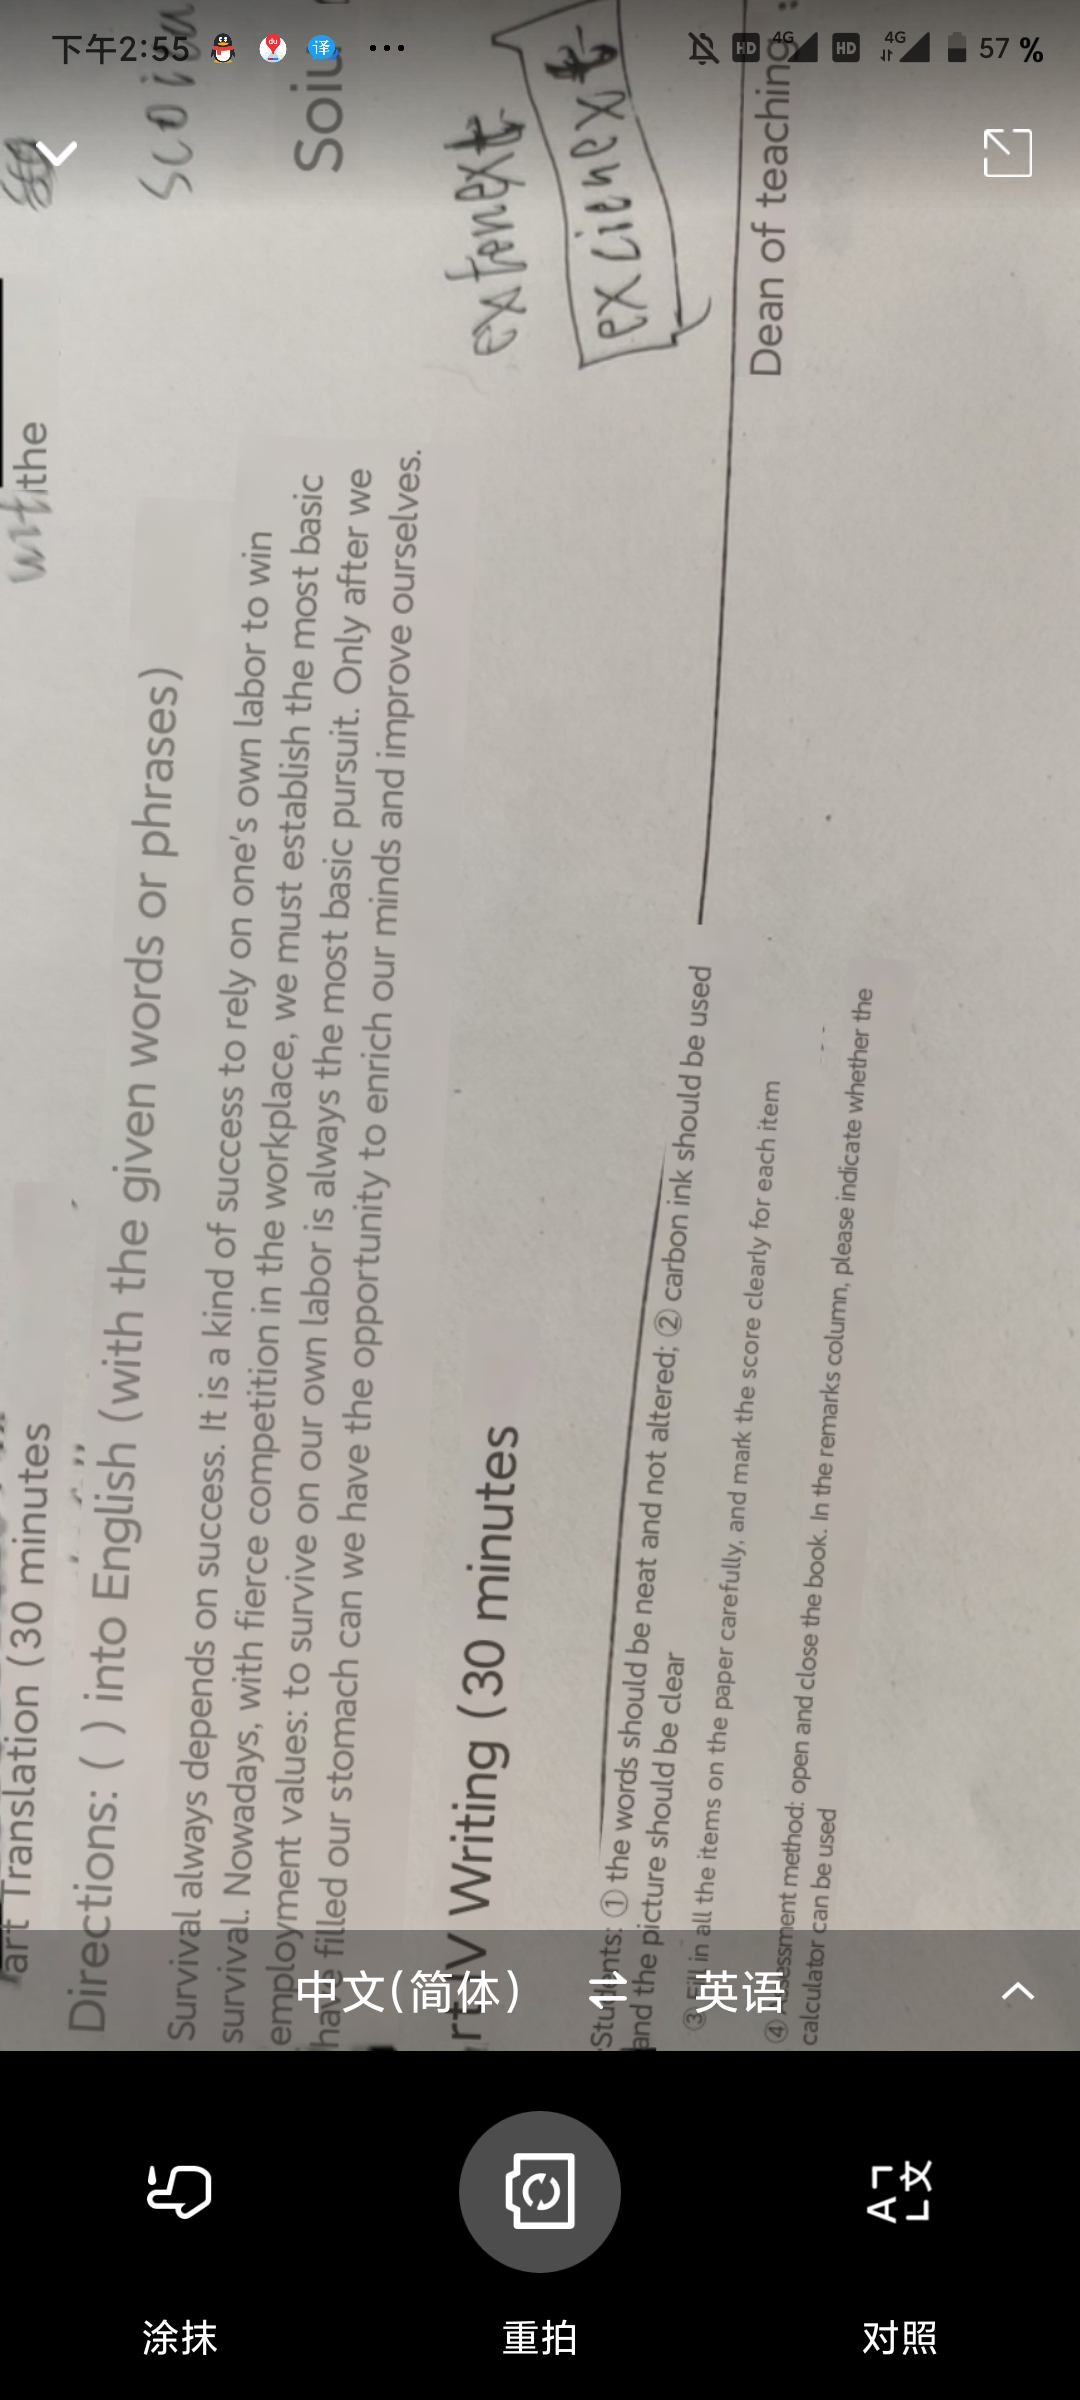 下午2:55 du 译 ... HD 4G HD 4G 57 %
the
art Translation (30 minutes
Directions: ( ) into English (with the given words or phrases)
Survival always depends on success. It is a kind of success to rely on one's own labor to win
survival. Nowadays, with fierce competition in the workplace, we must establish the most basic
employment values: to survive on our own labor is always the most basic pursuit. Only after we
have filled our stomach can we have the opportunity to enrich our minds and improve ourselves.
rt IV Writing (30 minutes
Soiu
Dean of teaching:
Students: ① the words should be neat and not altered; ② carbon ink should be used
and the picture should be clear
③ Fill in all the items on the paper carefully, and mark the score clearly for each item
④ Assessment method: open and close the book. In the remarks column, please indicate whether the
calculator can be used
中文(简体) 英语
涂抹 重拍 对照